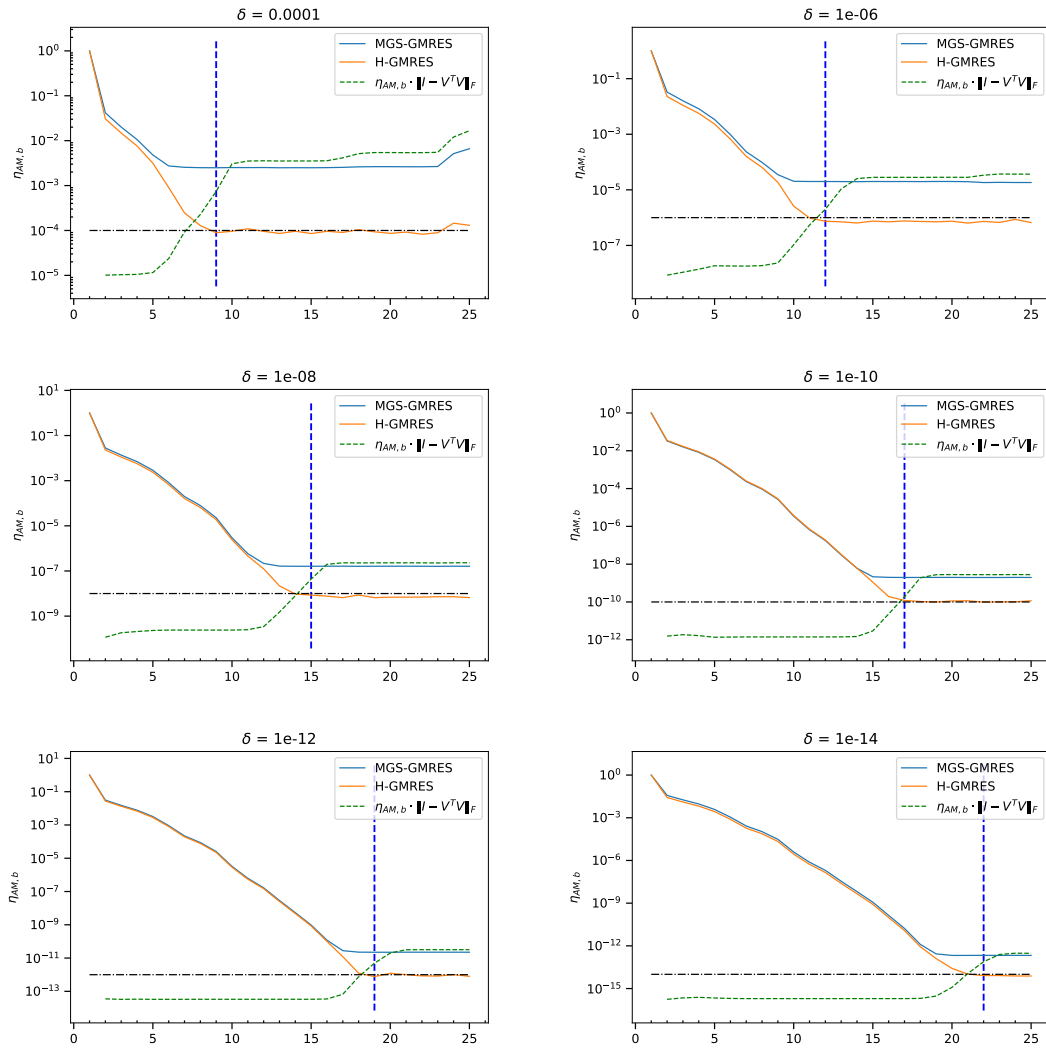 δ = 0.0001
η_{AM, b}
10^0
10^{-1}
10^{-2}
10^{-3}
10^{-4}
10^{-5}
MGS-GMRES
H-GMRES
η_{AM, b} · ‖I − V^T V‖_F
0 5 10 15 20 25
δ = 1e-06
η_{AM, b}
10^{-1}
10^{-3}
10^{-5}
10^{-7}
MGS-GMRES
H-GMRES
η_{AM, b} · ‖I − V^T V‖_F
0 5 10 15 20 25
δ = 1e-08
η_{AM, b}
10^1
10^{-1}
10^{-3}
10^{-5}
10^{-7}
10^{-9}
MGS-GMRES
H-GMRES
η_{AM, b} · ‖I − V^T V‖_F
0 5 10 15 20 25
δ = 1e-10
η_{AM, b}
10^0
10^{-2}
10^{-4}
10^{-6}
10^{-8}
10^{-10}
10^{-12}
MGS-GMRES
H-GMRES
η_{AM, b} · ‖I − V^T V‖_F
0 5 10 15 20 25
δ = 1e-12
η_{AM, b}
10^1
10^{-1}
10^{-3}
10^{-5}
10^{-7}
10^{-9}
10^{-11}
10^{-13}
MGS-GMRES
H-GMRES
η_{AM, b} · ‖I − V^T V‖_F
0 5 10 15 20 25
δ = 1e-14
η_{AM, b}
10^0
10^{-3}
10^{-6}
10^{-9}
10^{-12}
10^{-15}
MGS-GMRES
H-GMRES
η_{AM, b} · ‖I − V^T V‖_F
0 5 10 15 20 25